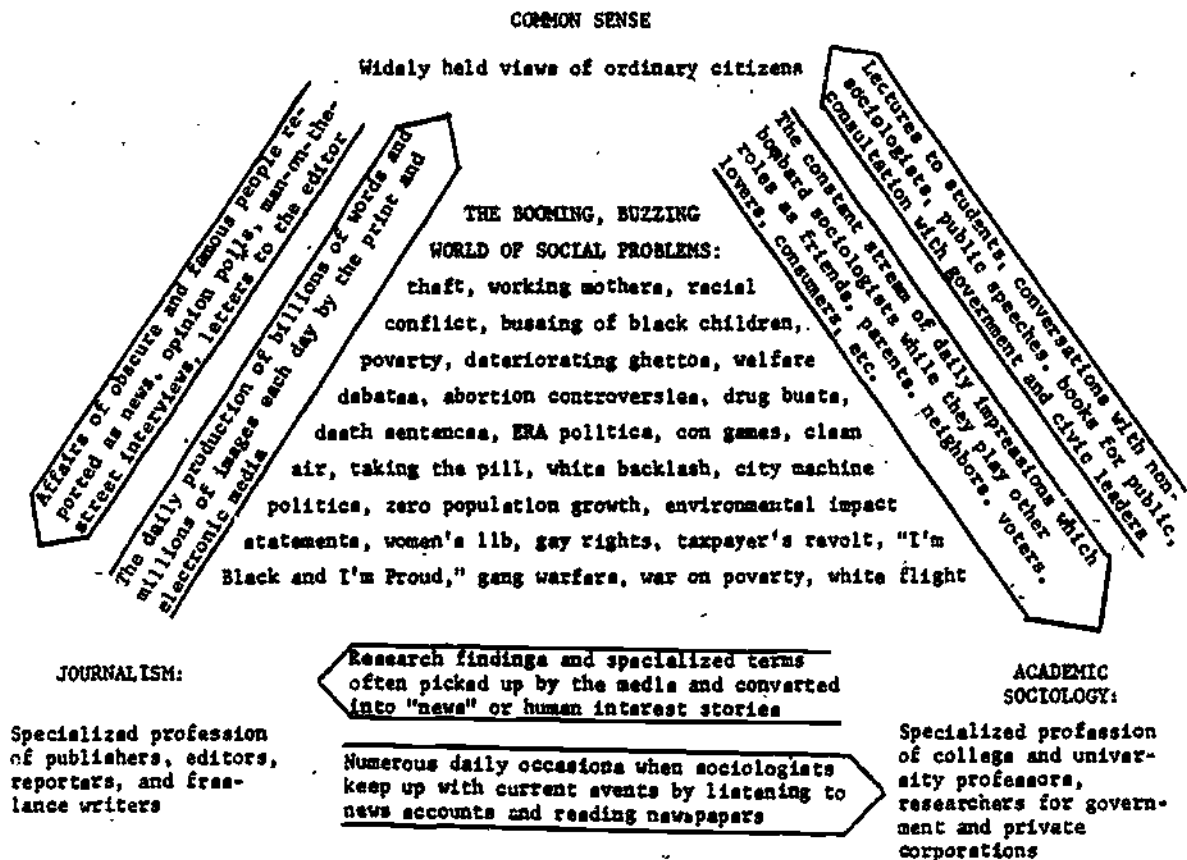 COMMON SENSE
Widely held views of ordinary citizens
Affairs of obscure and famous people re-
ported as news, opinion polls, man-on-the-
street interviews, letters to the editor
The daily production of billions of words and
millions of images each day by the print and
electronic media
THE BOOMING, BUZZING
WORLD OF SOCIAL PROBLEMS:
theft, working mothers, racial
conflict, bussing of black children,
poverty, deteriorating ghettos, welfare
debates, abortion controversies, drug busts,
death sentences, ERA politics, con games, clean
air, taking the pill, white backlash, city machine
politics, zero population growth, environmental impact
statements, women's lib, gay rights, taxpayer's revolt, "I'm
Black and I'm Proud," gang warfare, war on poverty, white flight
The constant stream of daily impressions which
bombard sociologists while they play other
roles as friends, parents, neighbors, voters,
lovers, consumers, etc.
Lectures to students, conversations with non-
sociologists, public speeches, books for public,
consultation with government and civic leaders
JOURNALISM:
Specialized profession
of publishers, editors,
reporters, and free-
lance writers
Research findings and specialized terms
often picked up by the media and converted
into "news" or human interest stories
Numerous daily occasions when sociologists
keep up with current events by listening to
news accounts and reading newspapers
ACADEMIC
SOCIOLOGY:
Specialized profession
of college and univer-
sity professors,
researchers for govern-
ment and private
corporations